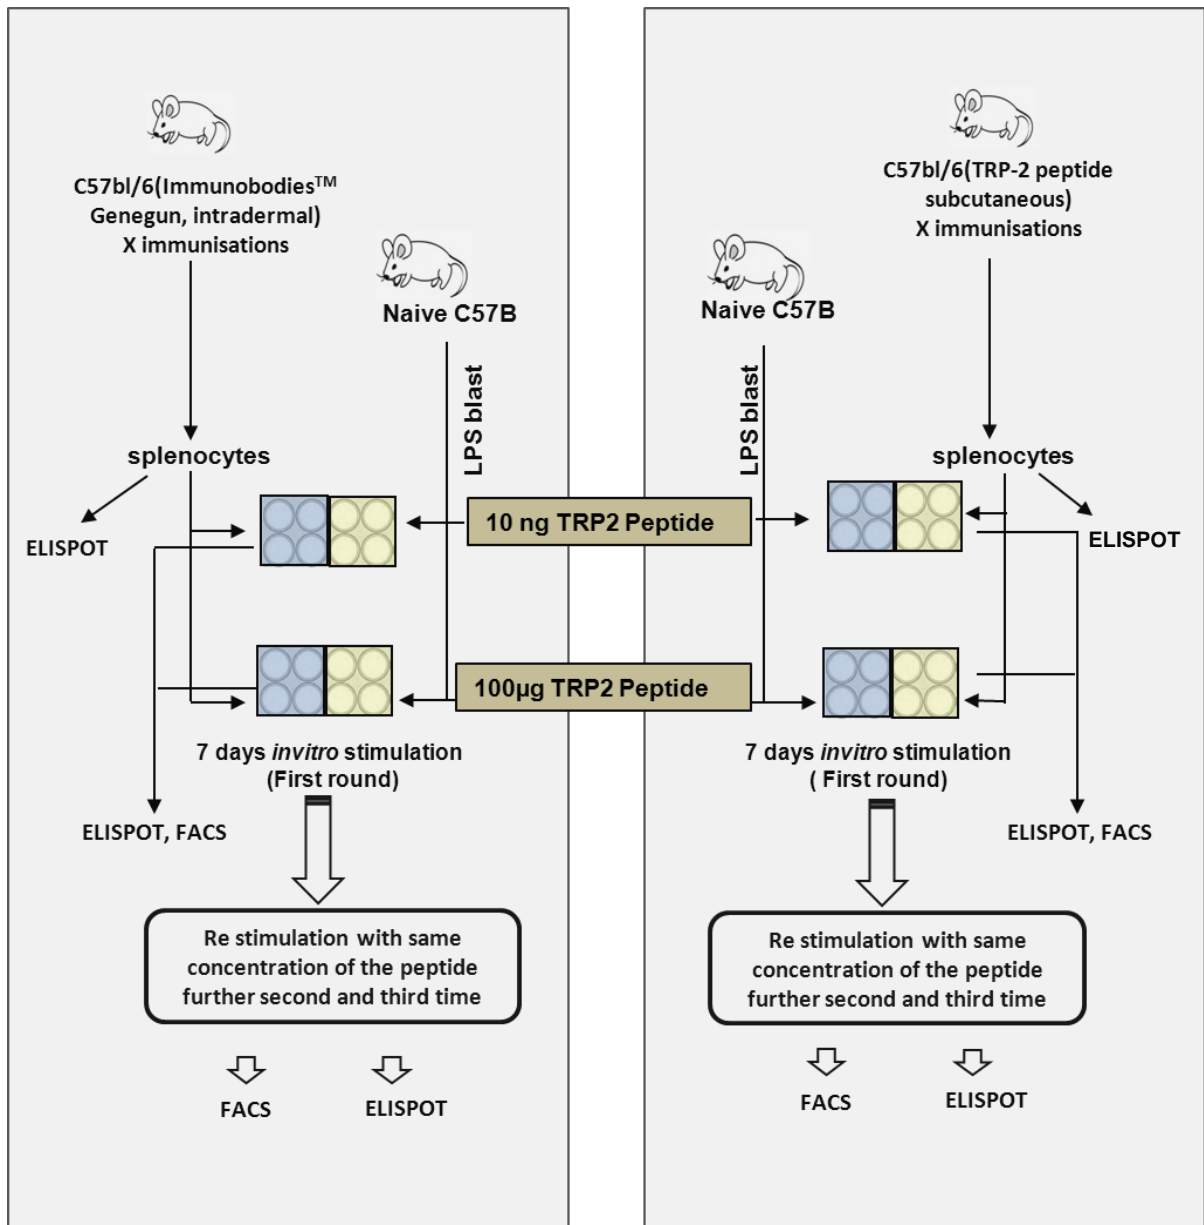 C57bl/6(Immunobodies™
Genegun, intradermal)
X immunisations
Naive C57B
LPS blast
splenocytes
ELISPOT
10 ng TRP2 Peptide
100µg TRP2 Peptide
7 days invitro stimulation
(First round)
ELISPOT, FACS
Re stimulation with same
concentration of the peptide
further second and third time
FACS
ELISPOT
C57bl/6(TRP-2 peptide
subcutaneous)
X immunisations
Naive C57B
LPS blast
splenocytes
ELISPOT
7 days invitro stimulation
( First round)
ELISPOT, FACS
Re stimulation with same
concentration of the peptide
further second and third time
FACS
ELISPOT